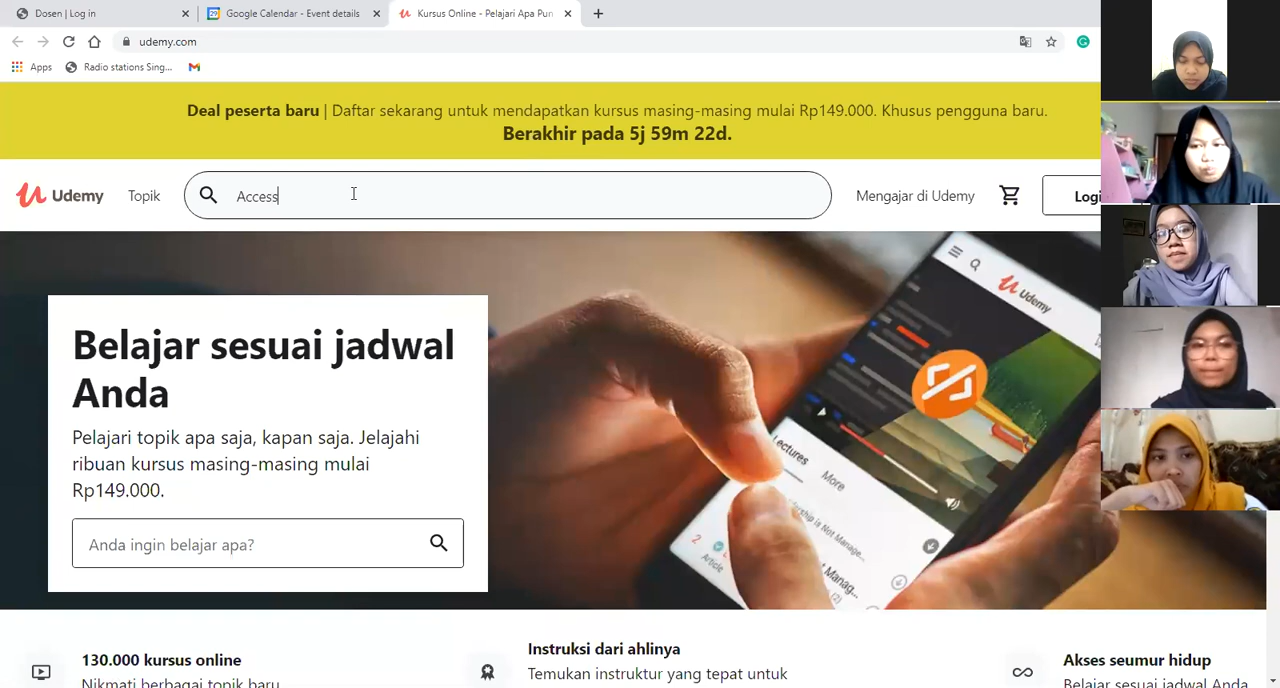 Dosen | Log in
Google Calendar - Event details
Kursus Online - Pelajari Apa Pun
udemy.com
Apps
Radio stations Sing...
Deal peserta baru | Daftar sekarang untuk mendapatkan kursus masing-masing mulai Rp149.000. Khusus pengguna baru.
Berakhir pada 5j 59m 22d.
Udemy
Topik
Access
Mengajar di Udemy
Logi
Belajar sesuai jadwal
Anda
Pelajari topik apa saja, kapan saja. Jelajahi
ribuan kursus masing-masing mulai
Rp149.000.
Anda ingin belajar apa?
Udemy
Lectures
More
Article
130.000 kursus online
Nikmati berbagai topik baru
Instruksi dari ahlinya
Temukan instruktur yang tepat untuk
Akses seumur hidup
Belajar sesuai jadwal Anda